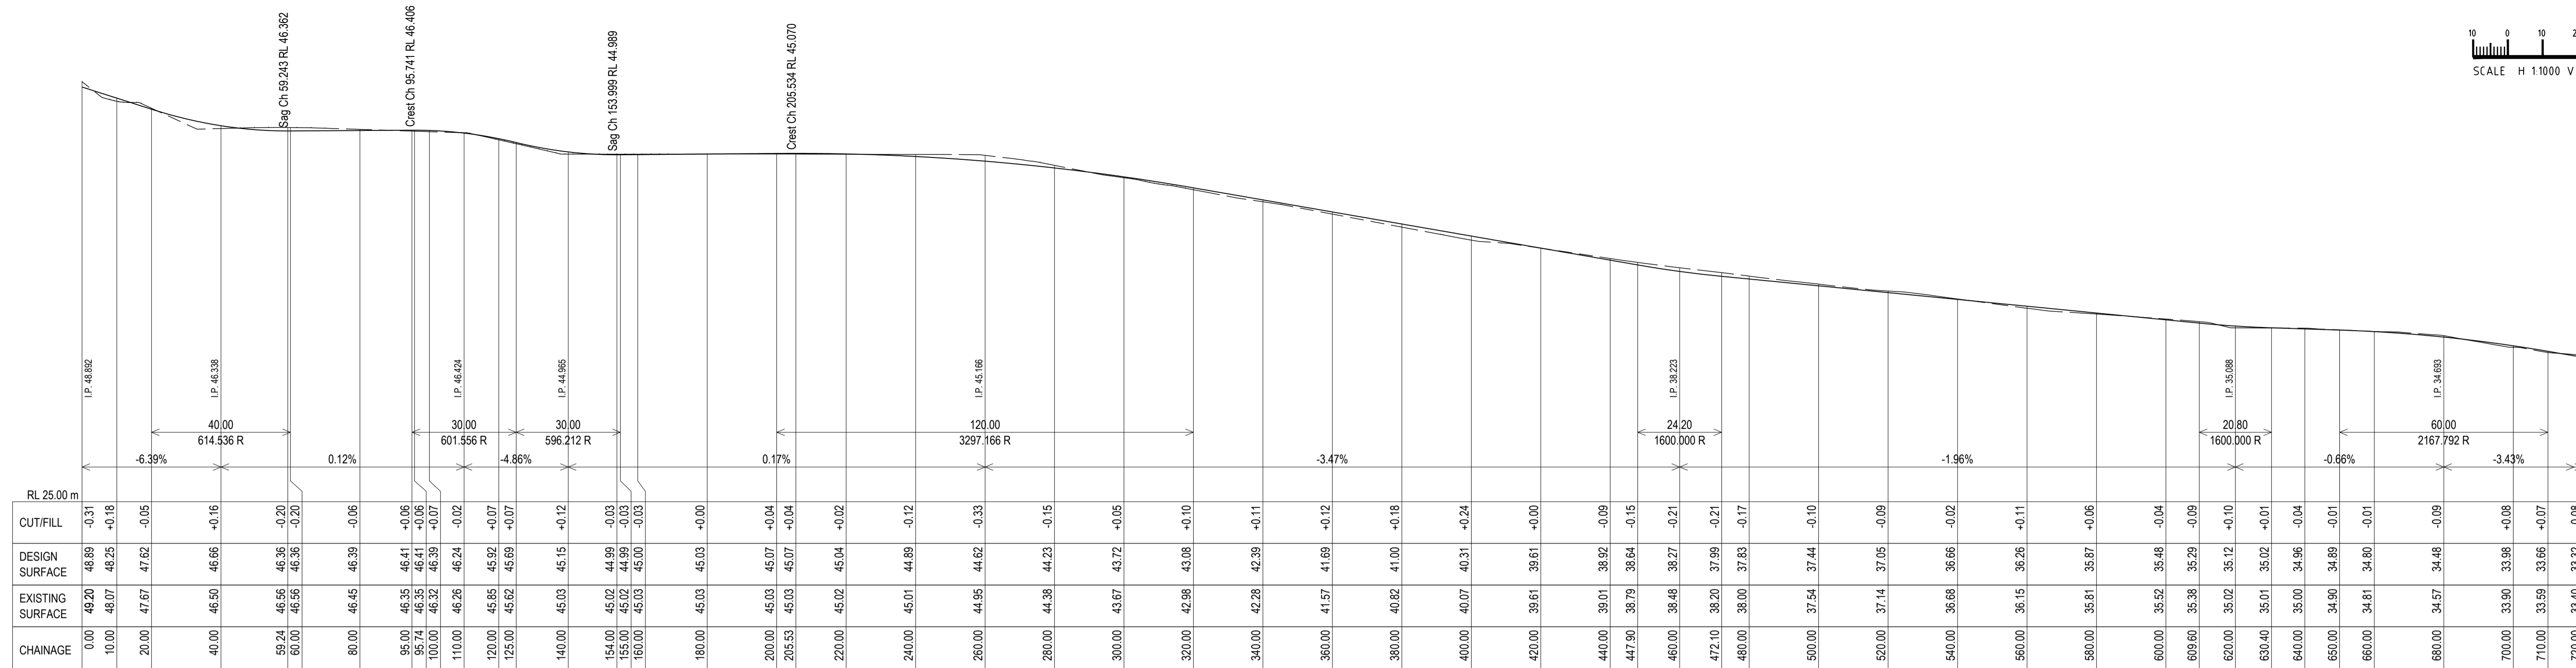 Sag Ch 59.243 RL 46.362
Crest Ch 95.741 RL 46.406
Sag Ch 153.999 RL 44.989
Crest Ch 205.534 RL 45.070
10 0 10
SCALE H 1:1000 V
I.P. 48.892
I.P. 46.338
I.P. 46.424
I.P. 44.965
I.P. 45.166
I.P. 38.223
I.P. 35.088
I.P. 34.693
40.00 30.00 30.00 120.00 24.20 20.80 60.00
614.536 R 601.556 R 596.212 R 3297.166 R 1600.000 R 1600.000 R 2167.792 R
-6.39% 0.12% -4.86% 0.17% -3.47% -1.96% -0.66% -3.43%
RL 25.00 m
CUT/FILL -0.31 +0.18 -0.05 +0.16 -0.20 -0.20 -0.06 +0.06 +0.06 +0.07 -0.02 +0.07 +0.07 +0.12 -0.03 -0.03 -0.03 +0.00 +0.04 +0.04 +0.02 -0.12 -0.33 -0.15 +0.05 +0.10 +0.11 +0.12 +0.18 +0.24 +0.00 -0.09 -0.15 -0.21 -0.21 -0.17 -0.10 -0.09 -0.02 +0.11 +0.06 -0.04 -0.09 +0.10 +0.01 -0.04 -0.01 -0.01 -0.09 +0.08 +0.07
DESIGN SURFACE 48.89 48.25 47.62 46.66 46.36 46.36 46.39 46.41 46.41 46.39 46.24 45.92 45.69 45.15 44.99 44.99 45.00 45.03 45.07 45.07 45.04 44.89 44.62 44.23 43.72 43.08 42.39 41.69 41.00 40.31 39.61 38.92 38.64 38.27 37.99 37.83 37.44 37.05 36.66 36.26 35.87 35.48 35.29 35.12 35.02 34.96 34.89 34.80 34.48 33.98 33.66
EXISTING SURFACE 49.20 48.07 47.67 46.50 46.56 46.56 46.45 46.35 46.35 46.32 46.26 45.85 45.62 45.03 45.02 45.02 45.03 45.03 45.03 45.03 45.02 45.01 44.95 44.38 43.67 42.98 42.28 41.57 40.82 40.07 39.61 39.01 38.79 38.48 38.20 38.00 37.54 37.14 36.68 36.15 35.81 35.52 35.38 35.02 35.01 35.00 34.90 34.81 34.57 33.90 33.59
CHAINAGE 0.00 10.00 20.00 40.00 59.24 60.00 80.00 95.00 95.74 100.00 110.00 120.00 125.00 140.00 154.00 155.00 160.00 180.00 200.00 205.53 220.00 240.00 260.00 280.00 300.00 320.00 340.00 360.00 380.00 400.00 420.00 440.00 447.90 460.00 472.10 480.00 500.00 520.00 540.00 560.00 580.00 600.00 609.60 620.00 630.40 640.00 650.00 660.00 680.00 700.00 710.00